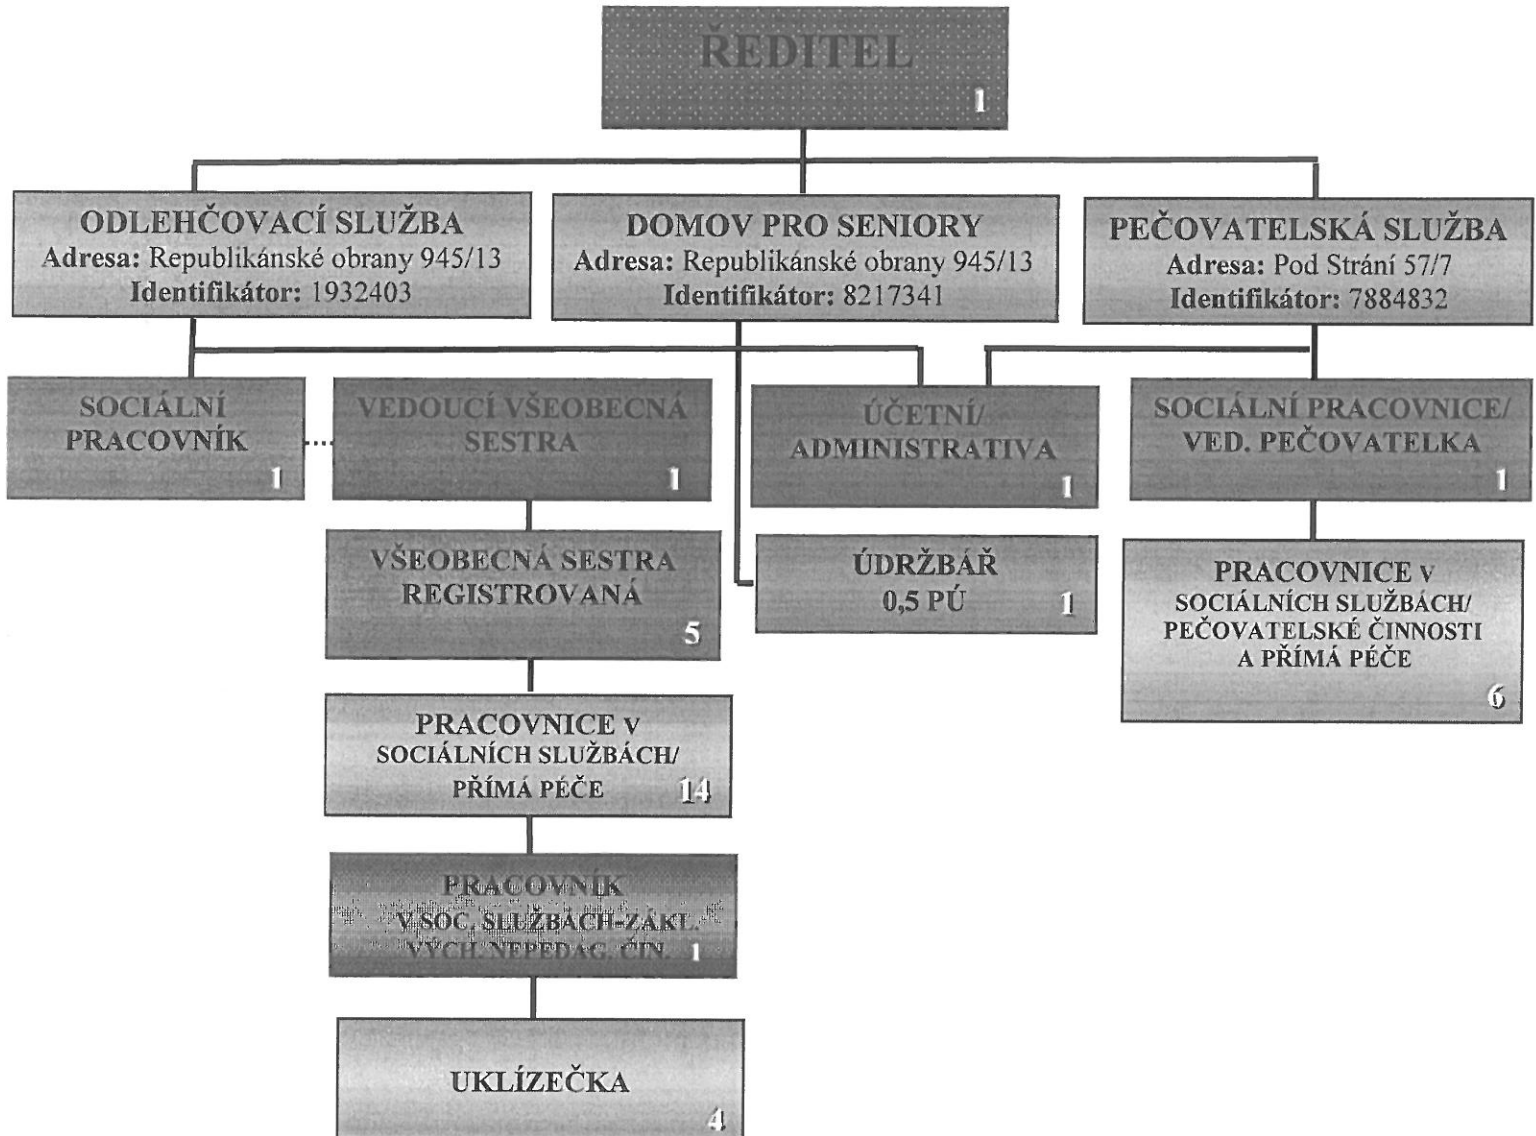 ŘEDITEL
1
ODLEHČOVACÍ SLUŽBA
Adresa: Republikánské obrany 945/13
Identifikátor: 1932403
DOMOV PRO SENIORY
Adresa: Republikánské obrany 945/13
Identifikátor: 8217341
PEČOVATELSKÁ SLUŽBA
Adresa: Pod Strání 57/7
Identifikátor: 7884832
SOCIÁLNÍ
PRACOVNÍK
1
VEDOUCÍ VŠEOBECNÁ
SESTRA
1
ÚČETNÍ/
ADMINISTRATIVA
1
SOCIÁLNÍ PRACOVNICE/
VED. PEČOVATELKA
1
VŠEOBECNÁ SESTRA
REGISTROVANÁ
5
ÚDRŽBÁŘ
0,5 PÚ
1
PRACOVNICE V
SOCIÁLNÍCH SLUŽBÁCH/
PEČOVATELSKÉ ČINNOSTI
A PŘÍMÁ PÉČE
6
PRACOVNICE V
SOCIÁLNÍCH SLUŽBÁCH/
PŘÍMÁ PÉČE
14
PRACOVNÍK
V SOC. SLUŽBÁCH-ZÁKL.
VÝCH. NEPEDAG. ČIN.
1
UKLÍZEČKA
4